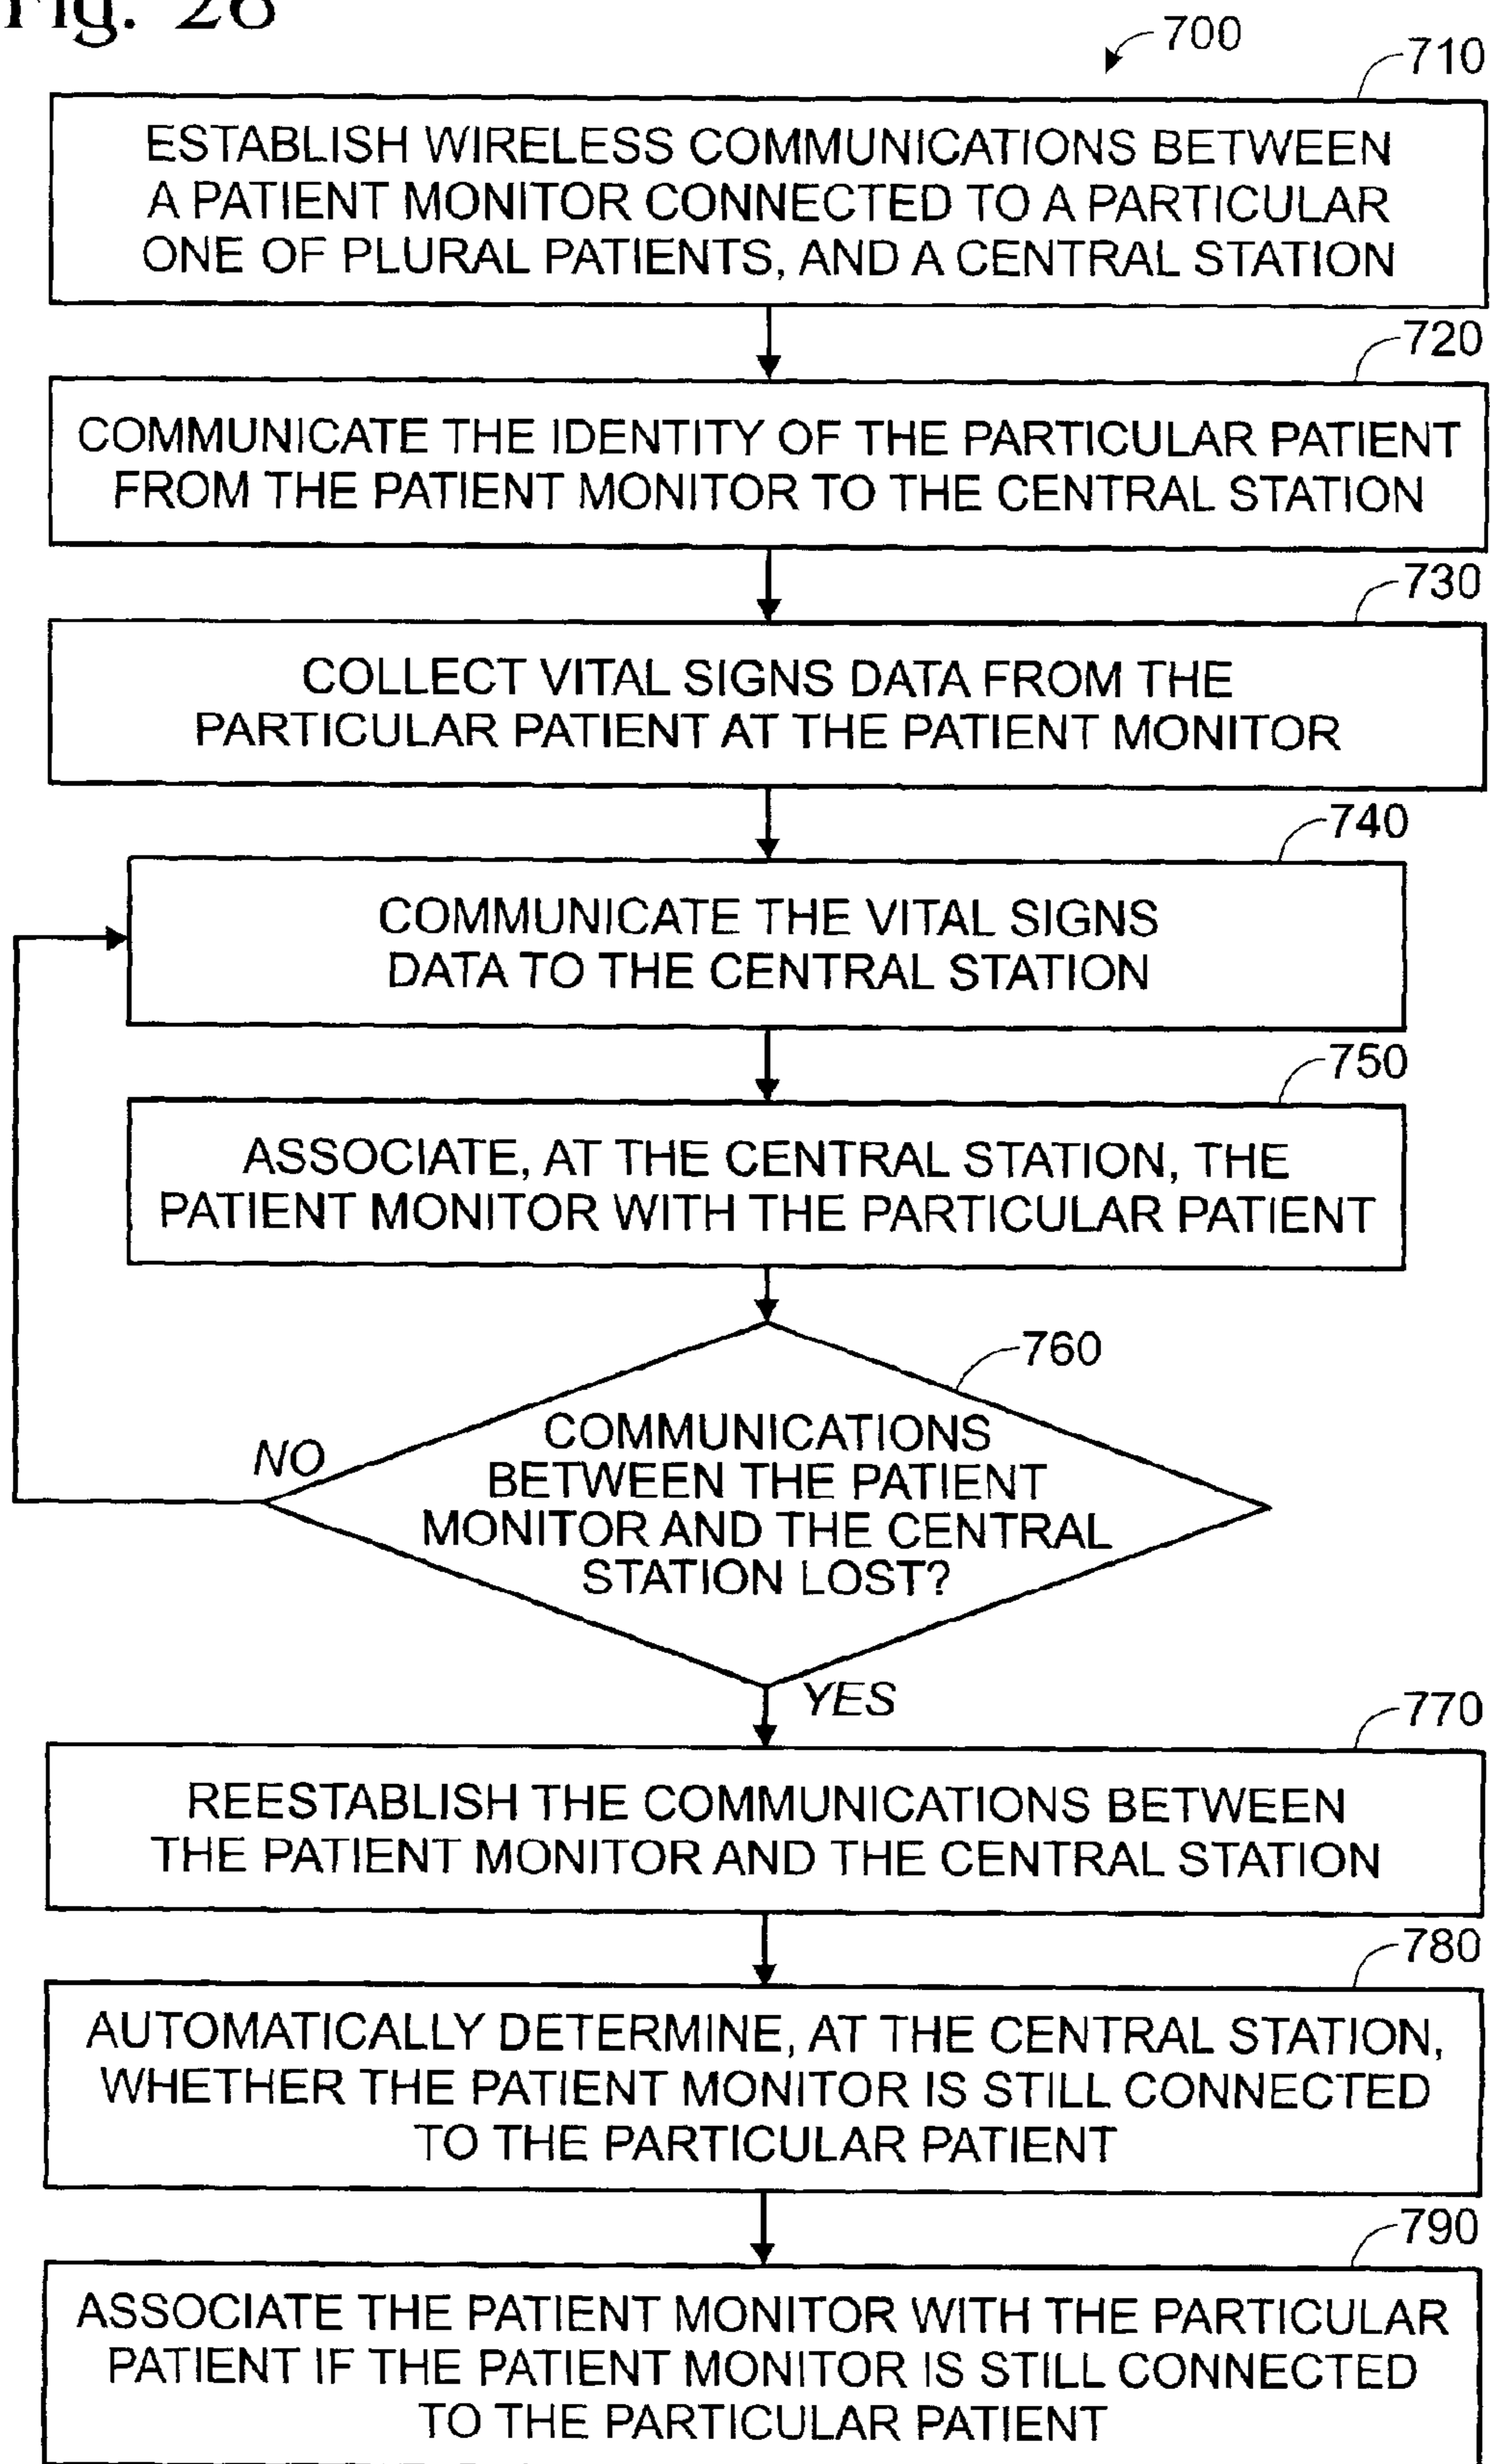 Fig. 28
700
710
ESTABLISH WIRELESS COMMUNICATIONS BETWEEN
A PATIENT MONITOR CONNECTED TO A PARTICULAR
ONE OF PLURAL PATIENTS, AND A CENTRAL STATION
720
COMMUNICATE THE IDENTITY OF THE PARTICULAR PATIENT
FROM THE PATIENT MONITOR TO THE CENTRAL STATION
730
COLLECT VITAL SIGNS DATA FROM THE
PARTICULAR PATIENT AT THE PATIENT MONITOR
740
COMMUNICATE THE VITAL SIGNS
DATA TO THE CENTRAL STATION
750
ASSOCIATE, AT THE CENTRAL STATION, THE
PATIENT MONITOR WITH THE PARTICULAR PATIENT
760
COMMUNICATIONS
BETWEEN THE PATIENT
MONITOR AND THE CENTRAL
STATION LOST?
NO
YES
770
REESTABLISH THE COMMUNICATIONS BETWEEN
THE PATIENT MONITOR AND THE CENTRAL STATION
780
AUTOMATICALLY DETERMINE, AT THE CENTRAL STATION,
WHETHER THE PATIENT MONITOR IS STILL CONNECTED
TO THE PARTICULAR PATIENT
790
ASSOCIATE THE PATIENT MONITOR WITH THE PARTICULAR
PATIENT IF THE PATIENT MONITOR IS STILL CONNECTED
TO THE PARTICULAR PATIENT